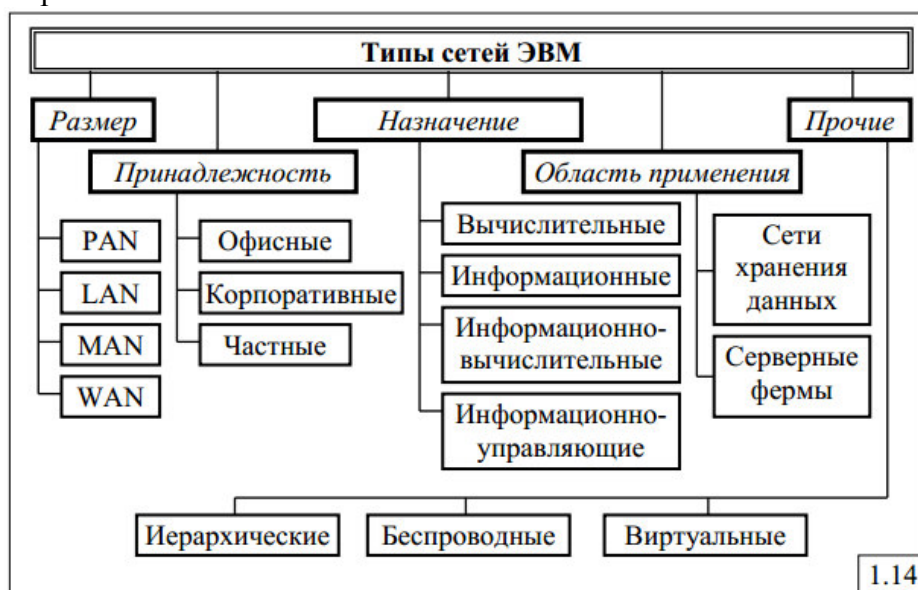 Типы сетей ЭВМ
Размер
Назначение
Прочие
Принадлежность
Область применения
PAN
LAN
MAN
WAN
Офисные
Корпоративные
Частные
Вычислительные
Информационные
Информационно-
вычислительные
Информационно-
управляющие
Сети
хранения
данных
Серверные
фермы
Иерархические
Беспроводные
Виртуальные
1.14